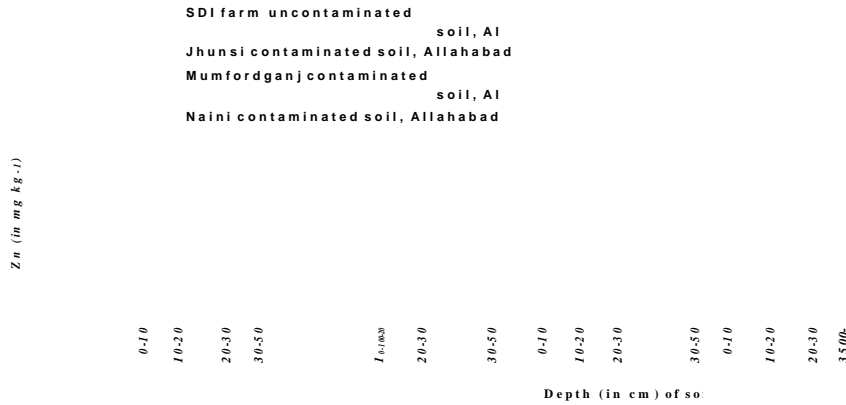 SDI farm uncontaminated
soil, Al
Jhunsi contaminated soil, Allahabad
Mumfordganj contaminated
soil, Al
Naini contaminated soil, Allahabad
Zn (in mg kg-1)
0-10
10-20
20-30
30-50
20-30
30-50
0-10
10-20
20-30
30-50
0-10
10-20
20-30
Depth (in cm) of so